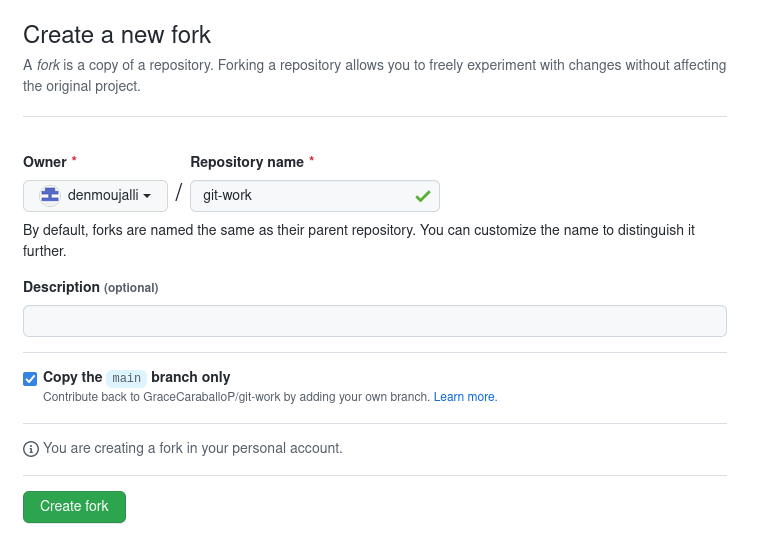 Create a new fork
A fork is a copy of a repository. Forking a repository allows you to freely experiment with changes without affecting
the original project.
Owner * Repository name *
denmoujalli / git-work
By default, forks are named the same as their parent repository. You can customize the name to distinguish it
further.
Description (optional)
Copy the main branch only
Contribute back to GraceCaraballoP/git-work by adding your own branch. Learn more.
You are creating a fork in your personal account.
Create fork